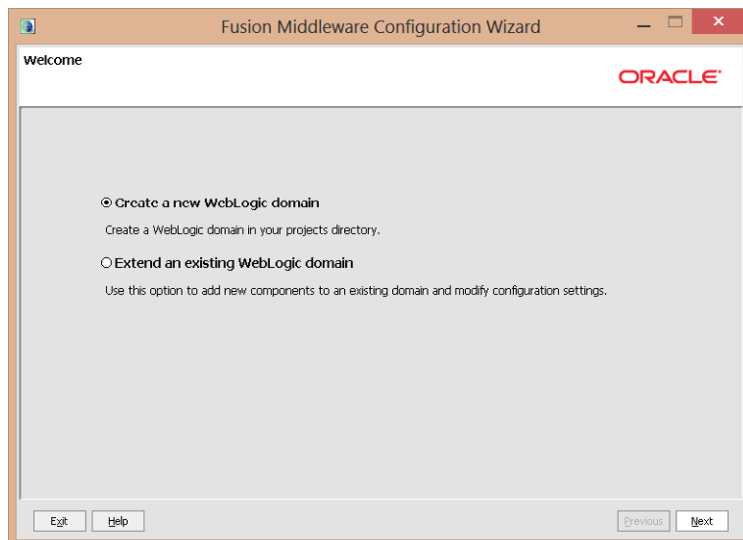 Fusion Middleware Configuration Wizard
Welcome
ORACLE
Create a new WebLogic domain
Create a WebLogic domain in your projects directory.
Extend an existing WebLogic domain
Use this option to add new components to an existing domain and modify configuration settings.
Exit Help Previous Next